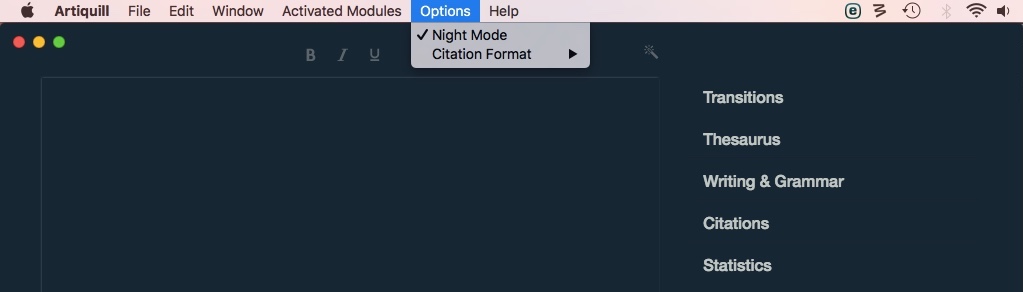 Artiquill File Edit Window Activated Modules Options Help
✓ Night Mode
Citation Format ▶
B I U
Transitions
Thesaurus
Writing & Grammar
Citations
Statistics